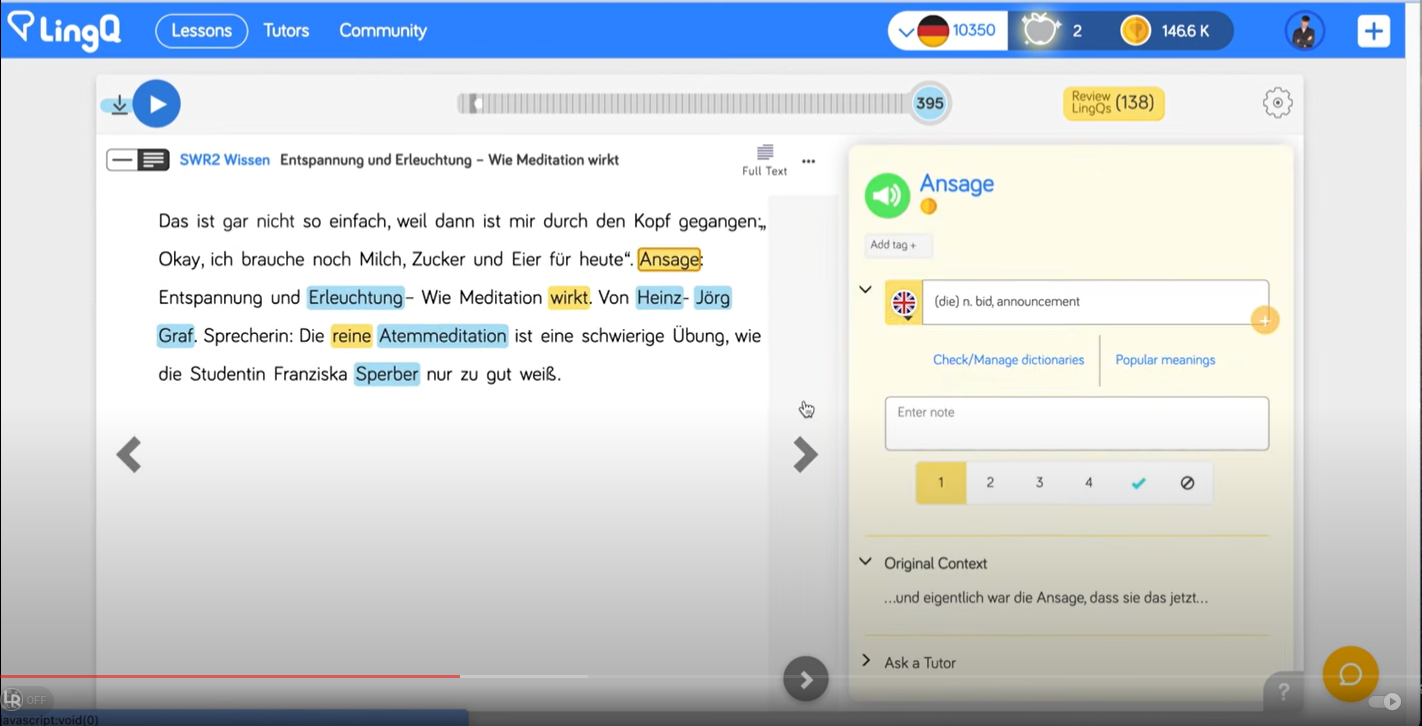 LingQ Lessons Tutors Community 10350 2 146.6 K
395 Review LingQs (138)
SWR2 Wissen Entspannung und Erleuchtung – Wie Meditation wirkt
Full Text
Das ist gar nicht so einfach, weil dann ist mir durch den Kopf gegangen:„
Okay, ich brauche noch Milch, Zucker und Eier für heute“. Ansage:
Entspannung und Erleuchtung– Wie Meditation wirkt. Von Heinz- Jörg
Graf. Sprecherin: Die reine Atemmeditation ist eine schwierige Übung, wie
die Studentin Franziska Sperber nur zu gut weiß.
Ansage
Add tag +
(die) n. bid, announcement
Check/Manage dictionaries Popular meanings
Enter note
1 2 3 4
Original Context
...und eigentlich war die Ansage, dass sie das jetzt...
Ask a Tutor
?
LR OFF
avascript:void(0)